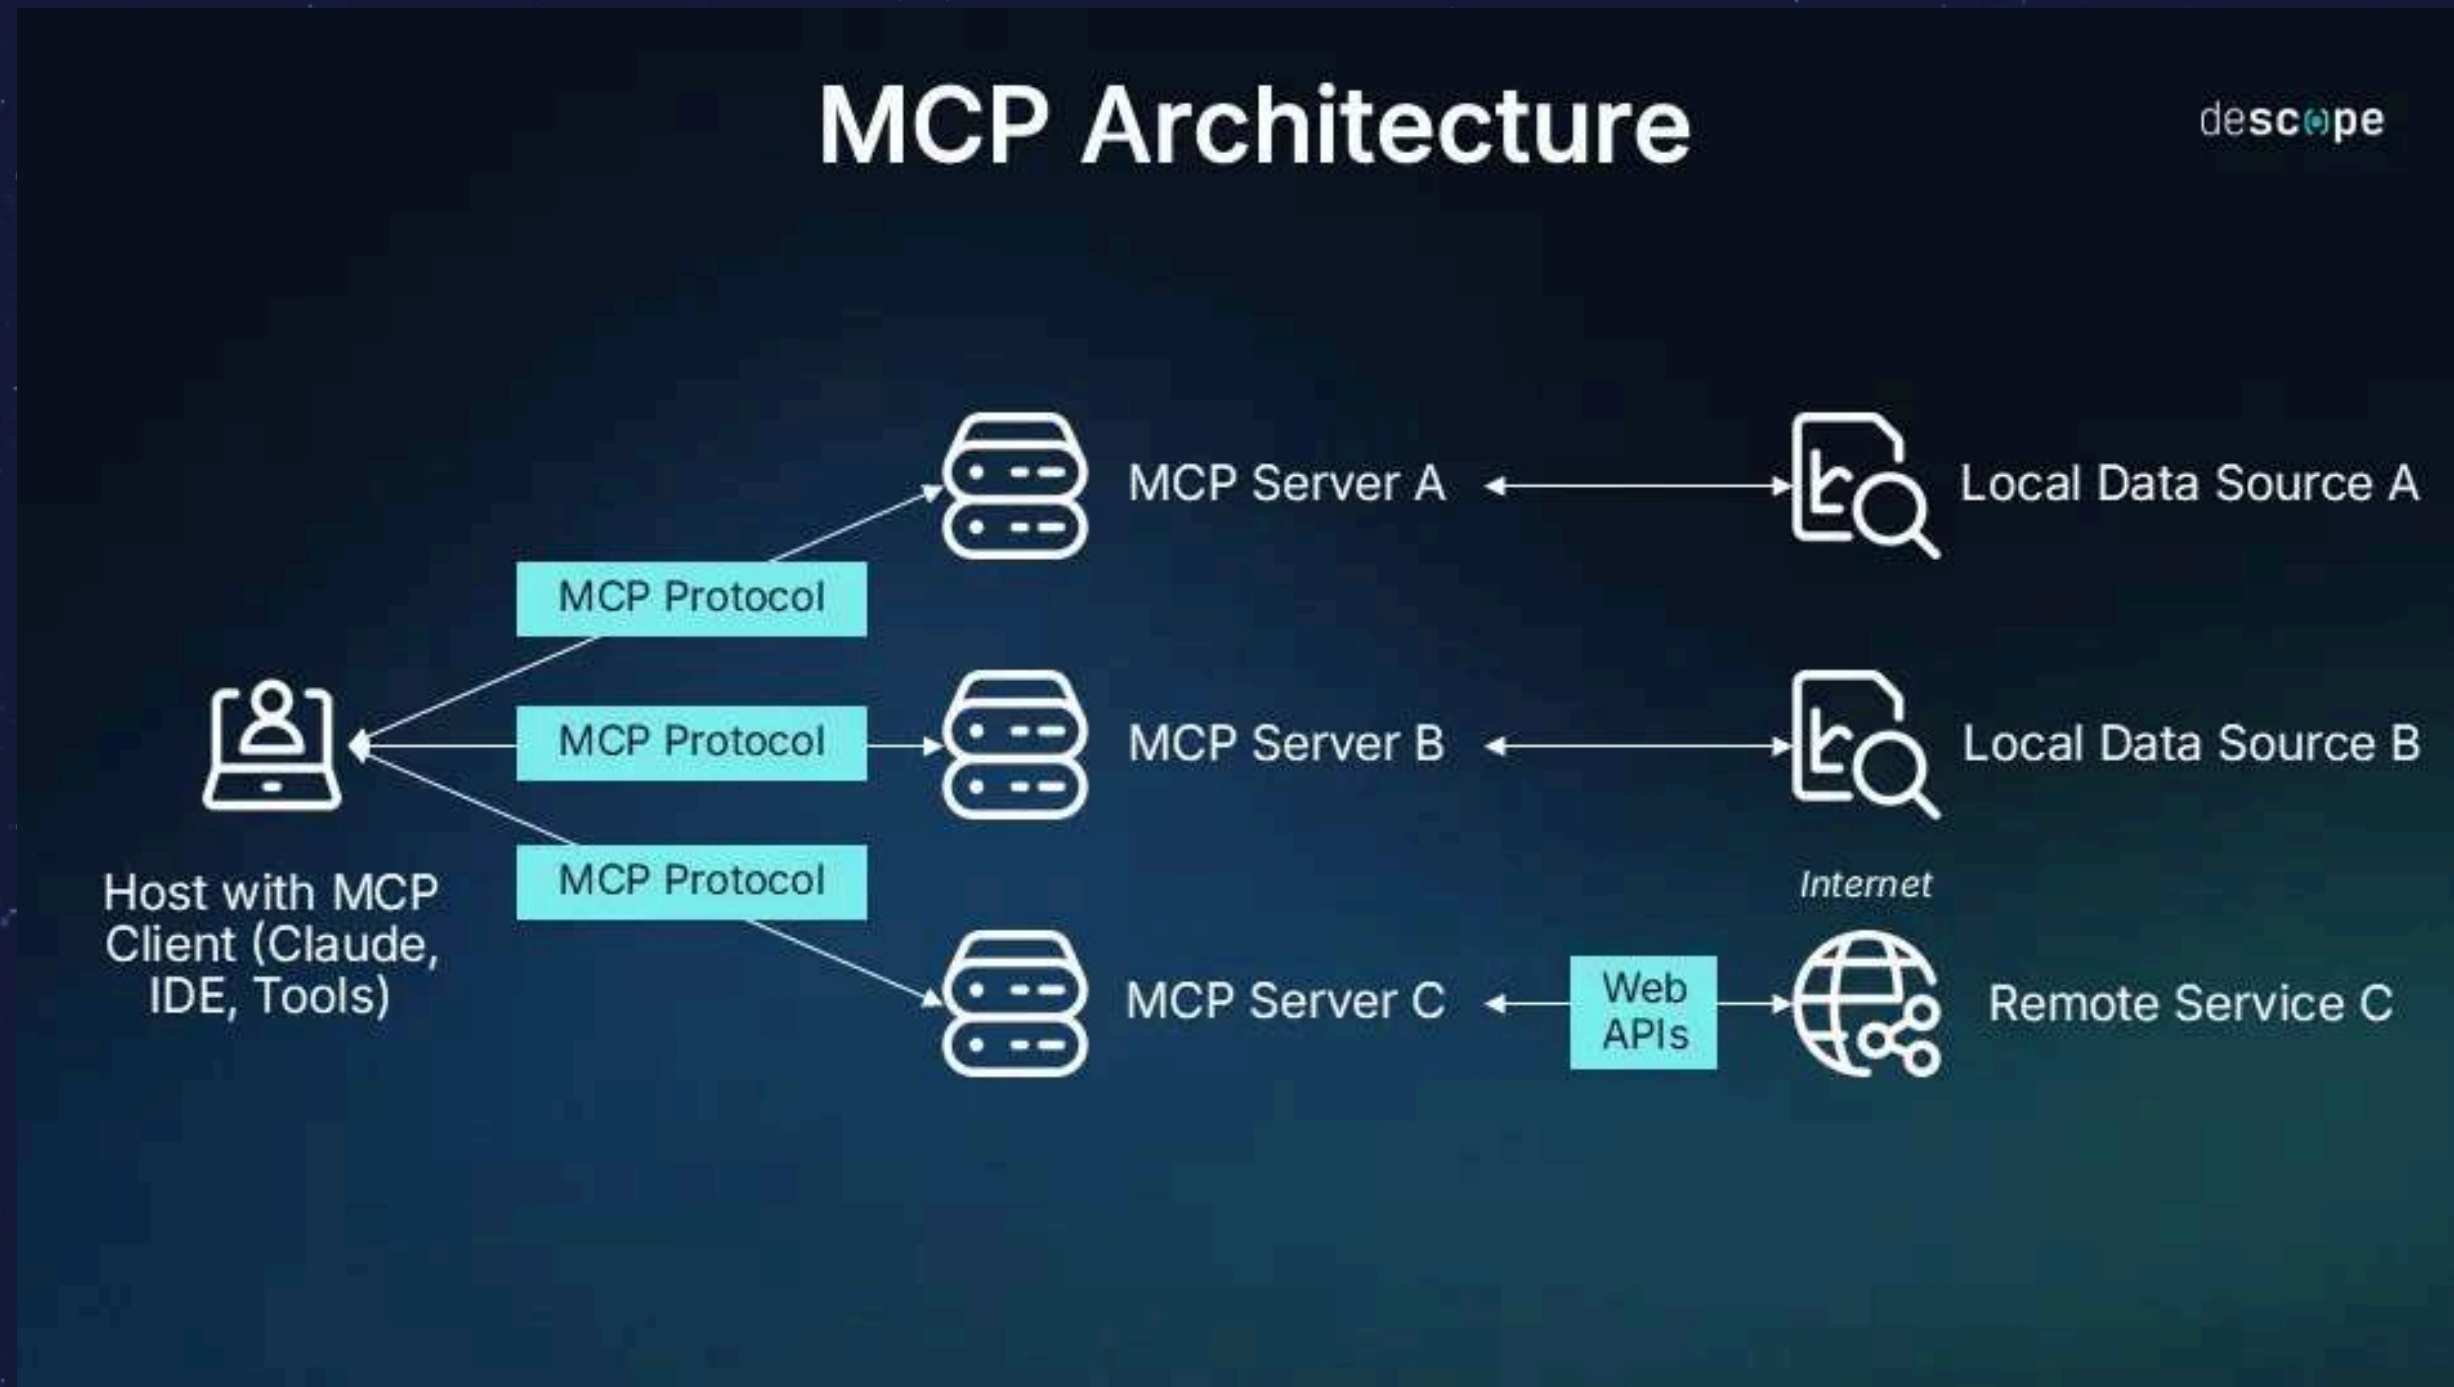 MCP Architecture
descope
MCP Server A
Local Data Source A
MCP Protocol
MCP Protocol
MCP Server B
Local Data Source B
MCP Protocol
Internet
Host with MCP
Client (Claude,
IDE, Tools)
MCP Server C
Web
APIs
Remote Service C